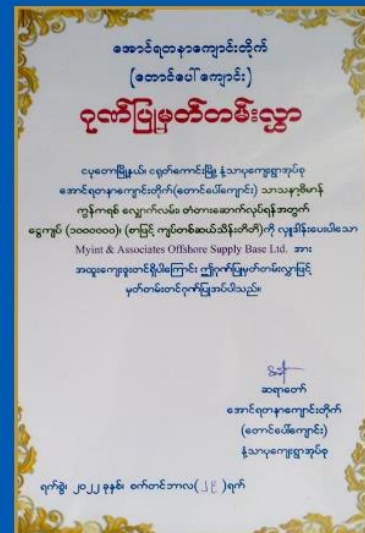 အောင်ရတနာကျောင်းတိုက်
(တောင်ပေါ်ကျောင်း)
ဂုဏ်ပြုမှတ်တမ်းလွှာ
ငပုတောမြို့နယ်၊ ငရုတ်ကောင်းမြို့ နံ့သာပုကျေးရွာအုပ်စု
အောင်ရတနာကျောင်းတိုက်(တောင်ပေါ်ကျောင်း) သာသနာ့ဗိမာန်
ကွန်ကရစ် လျှောက်လမ်း တံတားဆောက်လုပ်ရန်အတွက်
ငွေကျပ် (၁၀၀၀၀၀၀)၊ (စာဖြင့် ကျပ်တစ်ဆယ်သိန်းတိတိ)ကို လှူဒါန်းပေးပါသော
Myint & Associates Offshore Supply Base Ltd. အား
အထူးကျေးဇူးတင်ရှိပါကြောင်း ဤဂုဏ်ပြုမှတ်တမ်းလွှာဖြင့်
မှတ်တမ်းတင်ဂုဏ်ပြုအပ်ပါသည်။
ဆရာတော်
အောင်ရတနာကျောင်းတိုက်
(တောင်ပေါ်ကျောင်း)
နံ့သာပုကျေးရွာအုပ်စု
ရက်စွဲ၊ ၂၀၂၂ ခုနှစ်၊ စက်တင်ဘာလ(၂၉)ရက်